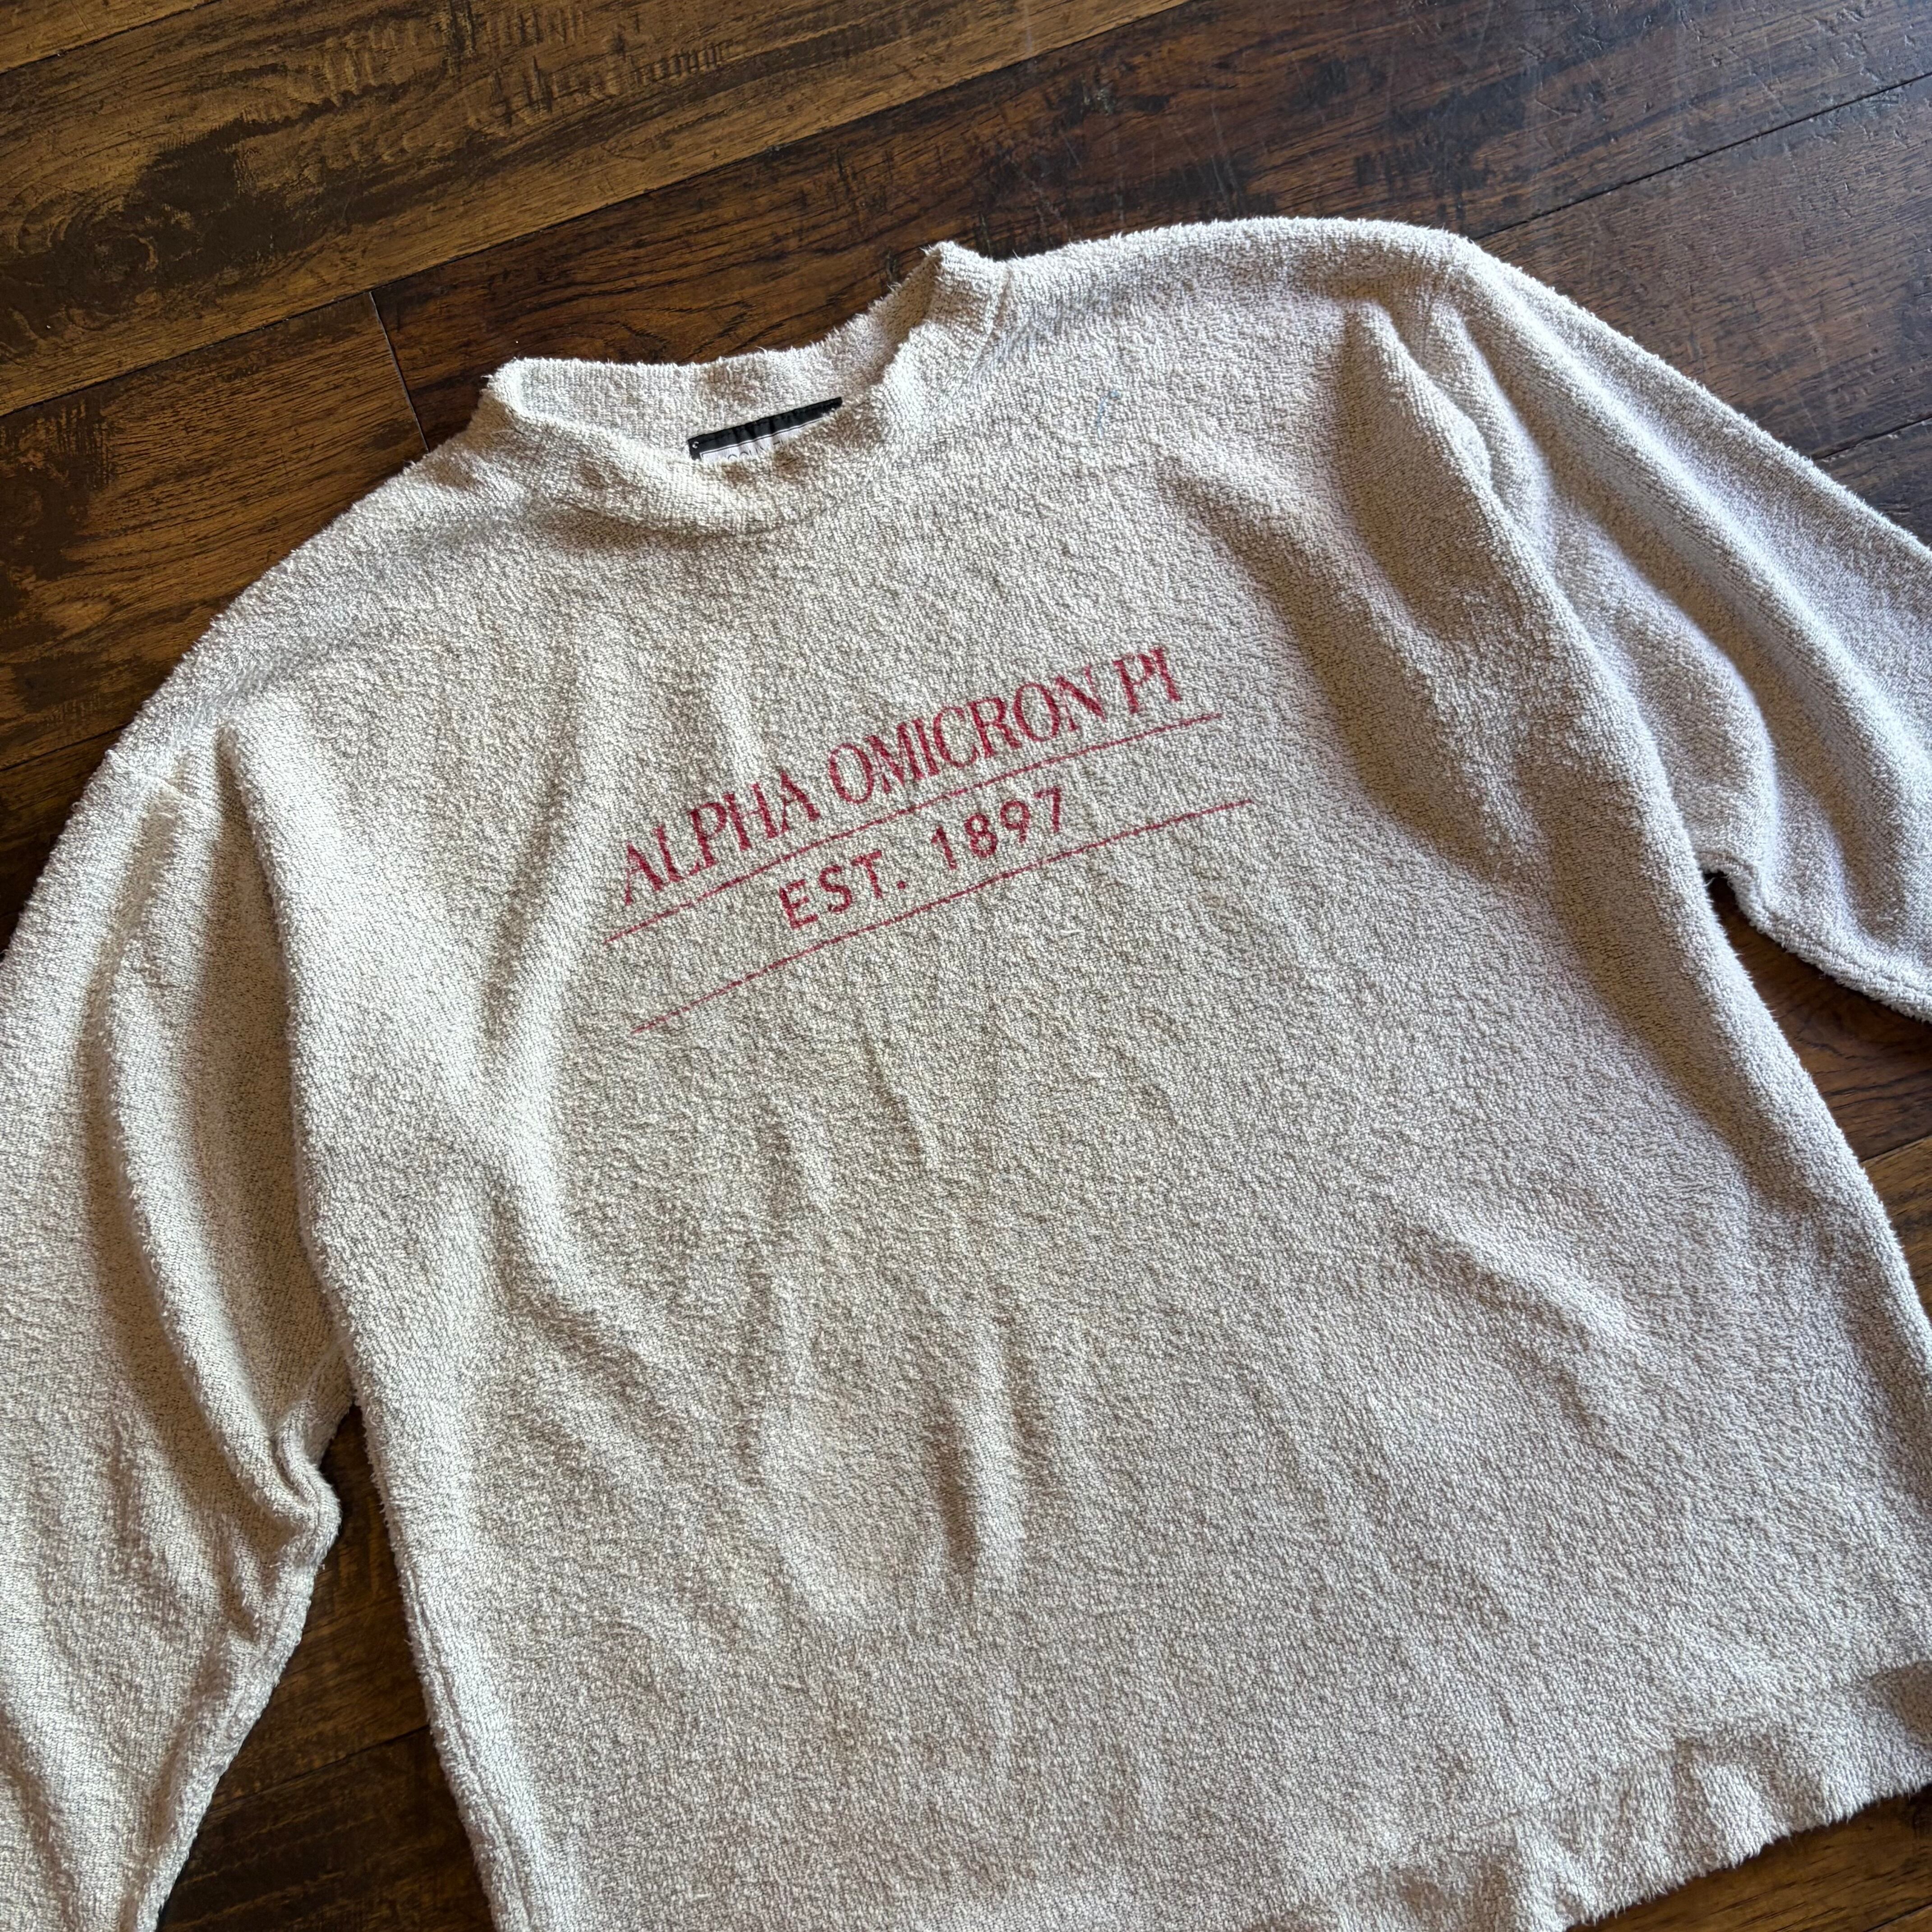 ALPHA OMICRON PI
EST. 1897